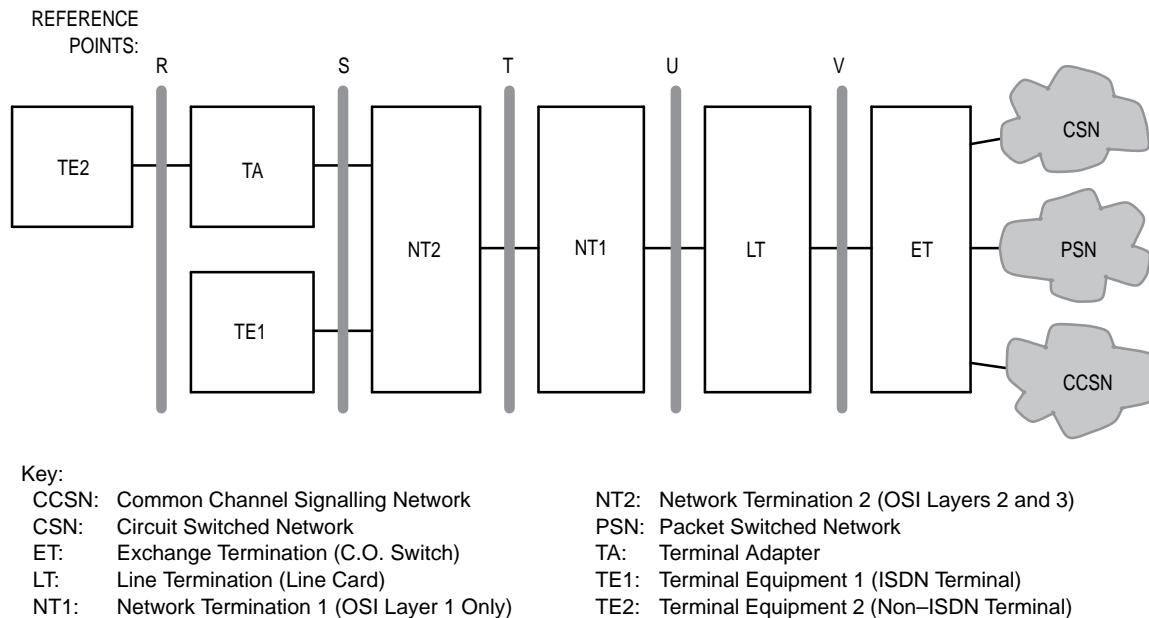 REFERENCE
POINTS:
R S T U V
TE2 TA NT2 NT1 LT ET CSN
PSN
TE1 CCSN
Key:
CCSN: Common Channel Signalling Network
CSN: Circuit Switched Network
ET: Exchange Termination (C.O. Switch)
LT: Line Termination (Line Card)
NT1: Network Termination 1 (OSI Layer 1 Only)
NT2: Network Termination 2 (OSI Layers 2 and 3)
PSN: Packet Switched Network
TA: Terminal Adapter
TE1: Terminal Equipment 1 (ISDN Terminal)
TE2: Terminal Equipment 2 (Non–ISDN Terminal)